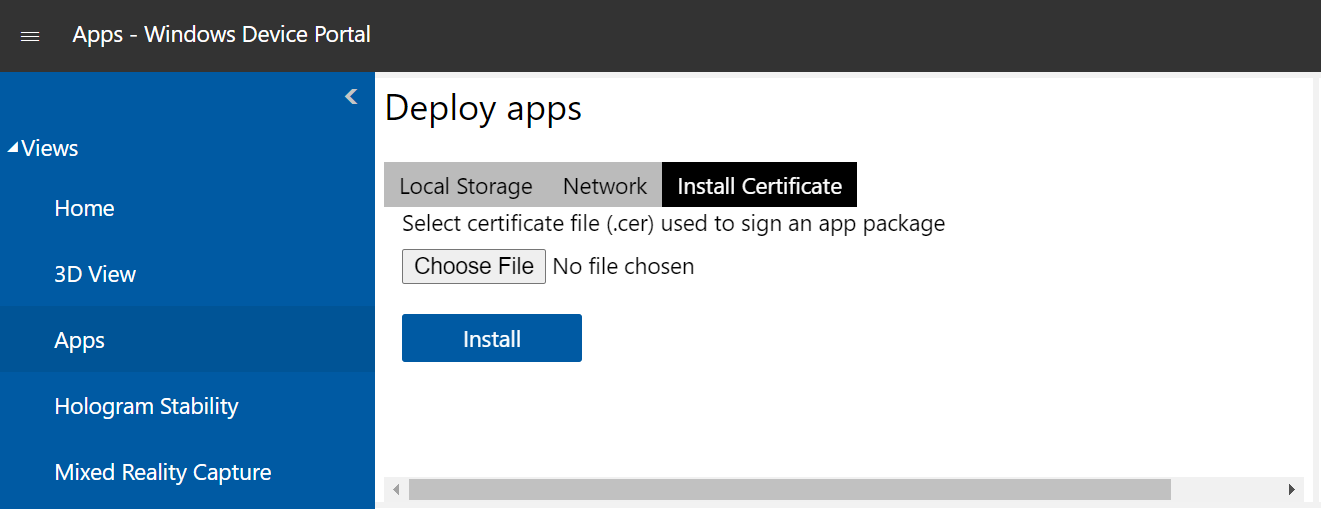 Apps - Windows Device Portal
Views
Home
3D View
Apps
Hologram Stability
Mixed Reality Capture
Deploy apps
Local Storage Network Install Certificate
Select certificate file (.cer) used to sign an app package
Choose File No file chosen
Install